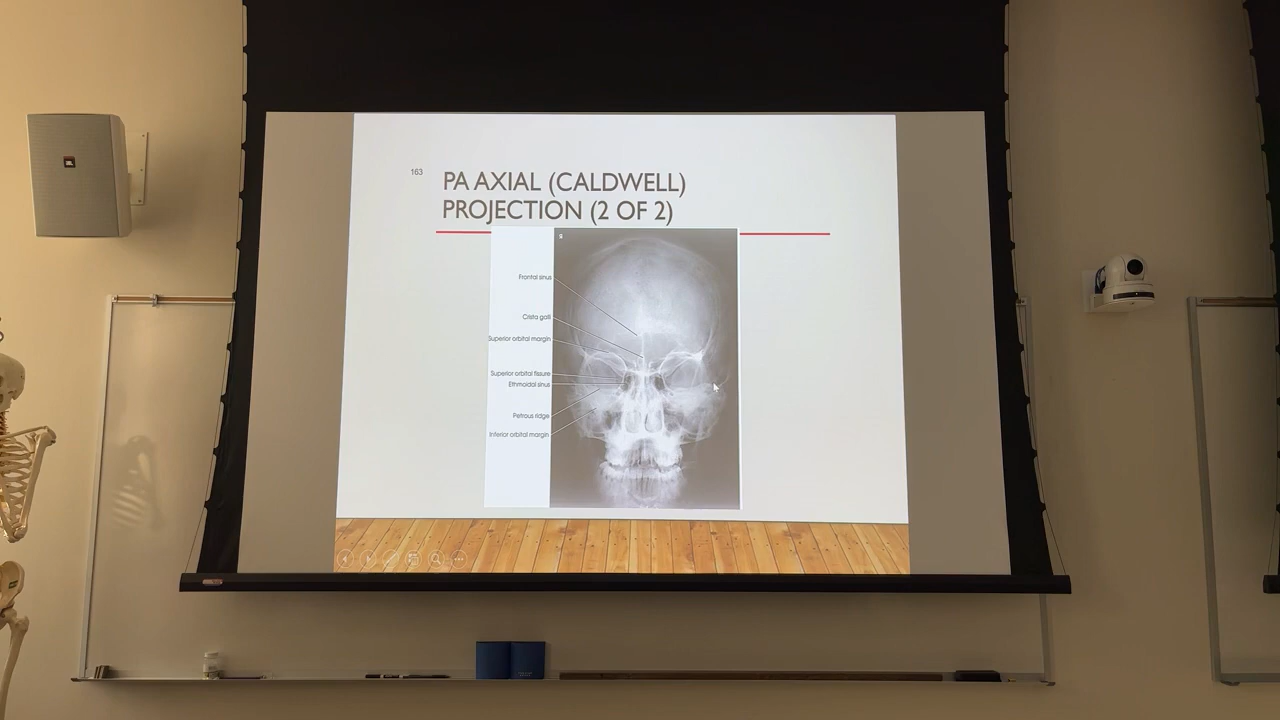 163
PA AXIAL (CALDWELL)
PROJECTION (2 OF 2)
Frontal sinus
Crista galli
Superior orbital margin
Superior orbital fissure
Ethmoidal sinus
Petrous ridge
Inferior orbital margin
JBL